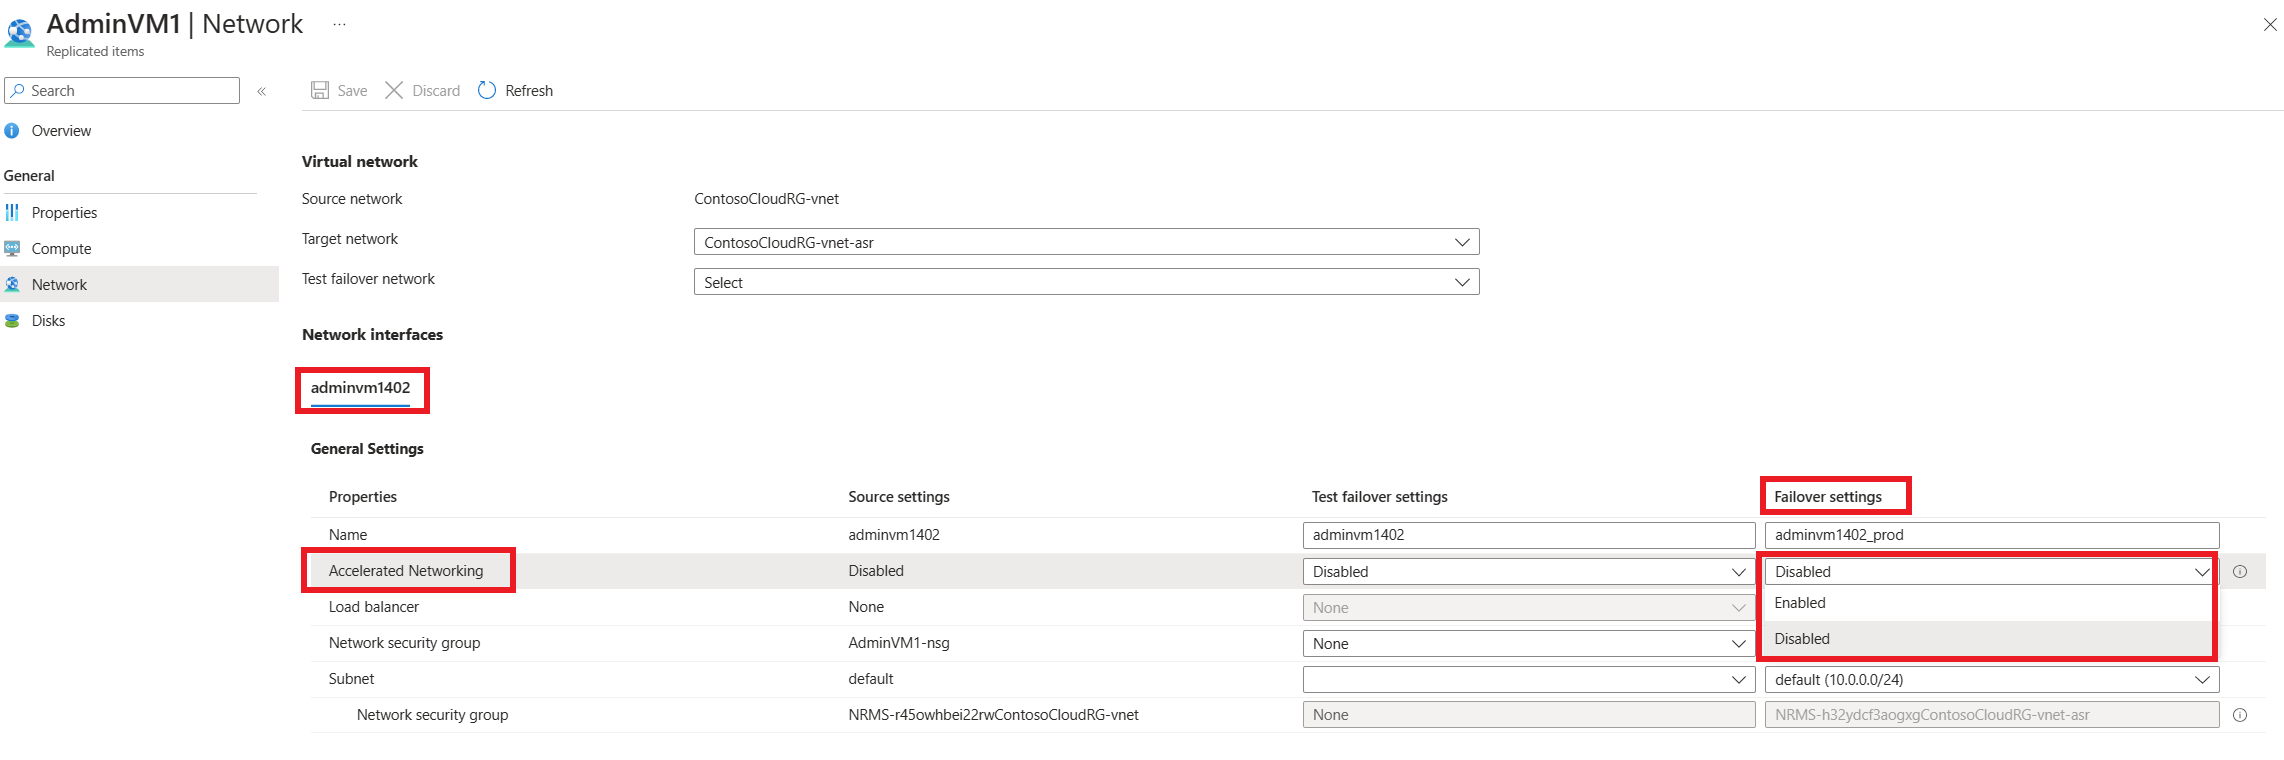 AdminVM1 | Network ...
Replicated items
Search «
Save Discard Refresh
Overview
General
Properties
Compute
Network
Disks
Virtual network
Source network ContosoCloudRG-vnet
Target network ContosoCloudRG-vnet-asr
Test failover network Select
Network interfaces
adminvm1402
General Settings
Properties Source settings Test failover settings Failover settings
Name adminvm1402 adminvm1402 adminvm1402_prod
Accelerated Networking Disabled Disabled Disabled
Enabled
Disabled
Load balancer None None
Network security group AdminVM1-nsg None
Subnet default default (10.0.0.0/24)
Network security group NRMS-r45owhbei22rwContosoCloudRG-vnet None NRMS-h32ydcf3aogxgContosoCloudRG-vnet-asr